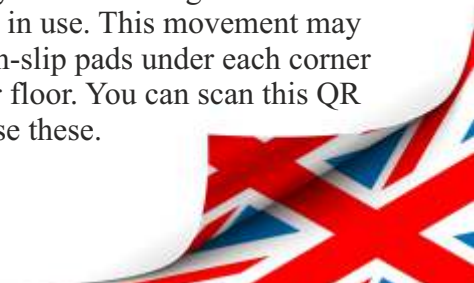 in use. This movement may
-slip pads under each corner
floor. You can scan this QR
se these.